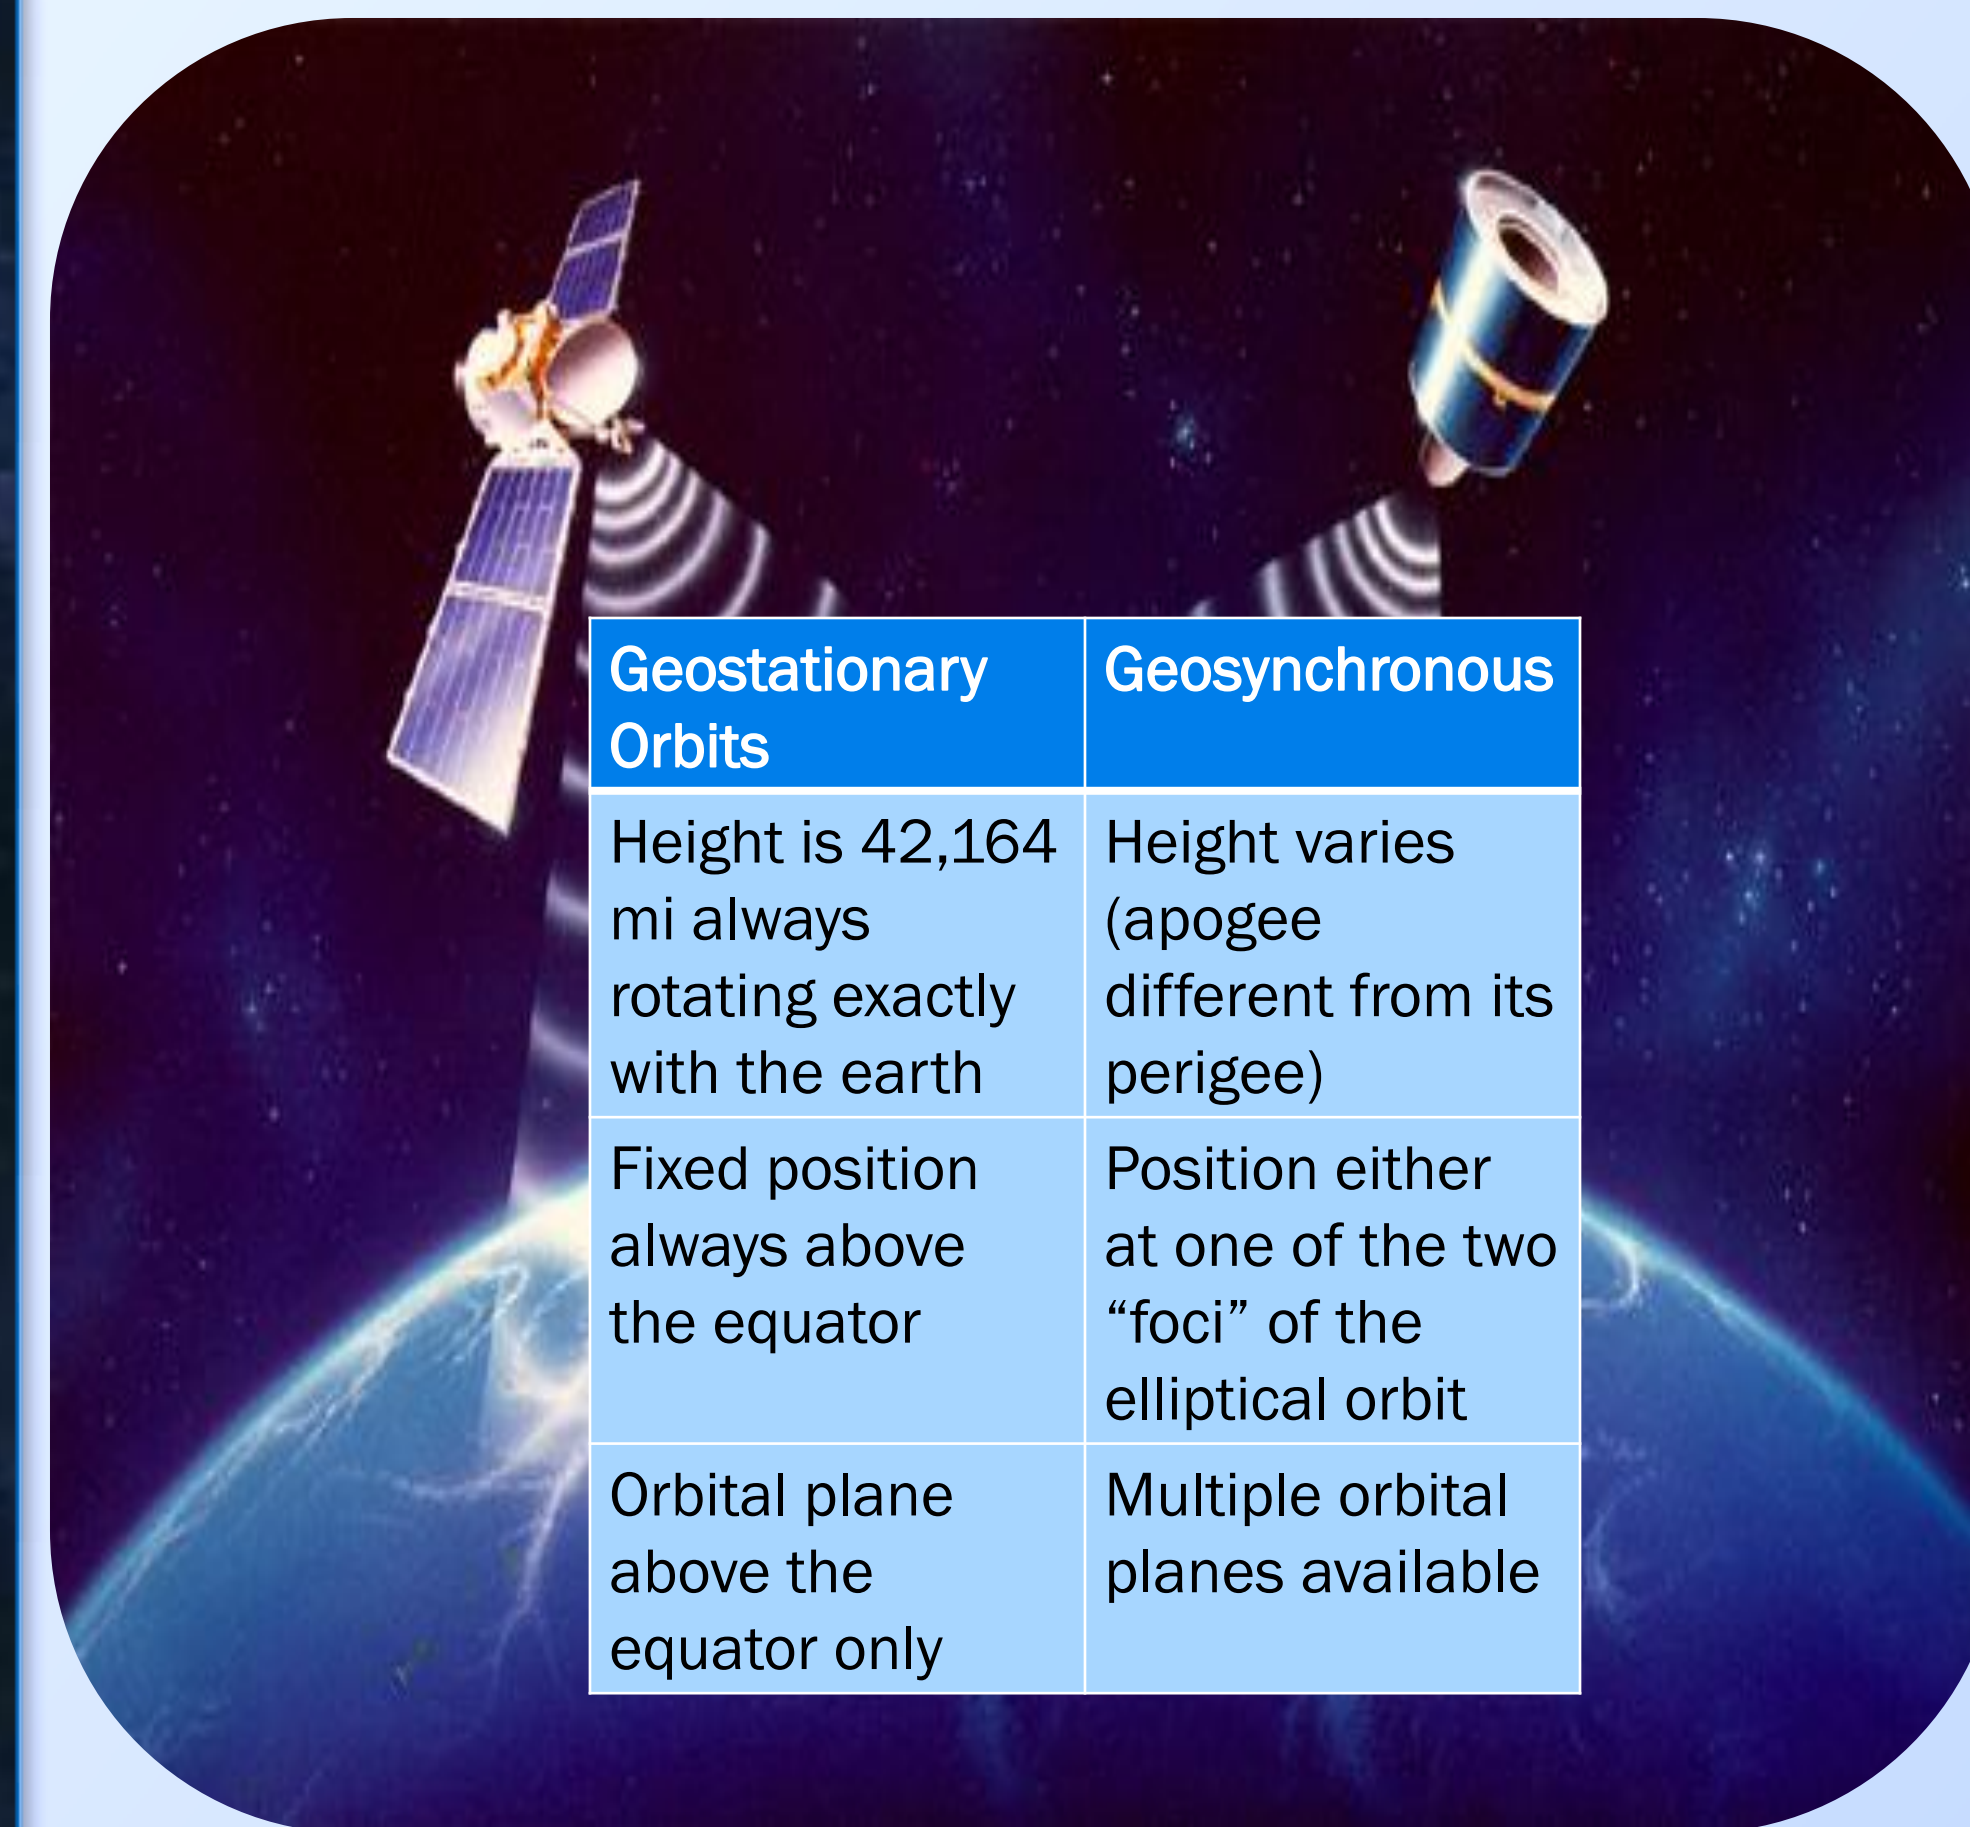 Geostationary
Orbits
Geosynchronous
Height is 42,164
mi always
rotating exactly
with the earth
Height varies
(apogee
different from its
perigee)
Fixed position
always above
the equator
Position either
at one of the two
“foci” of the
elliptical orbit
Orbital plane
above the
equator only
Multiple orbital
planes available